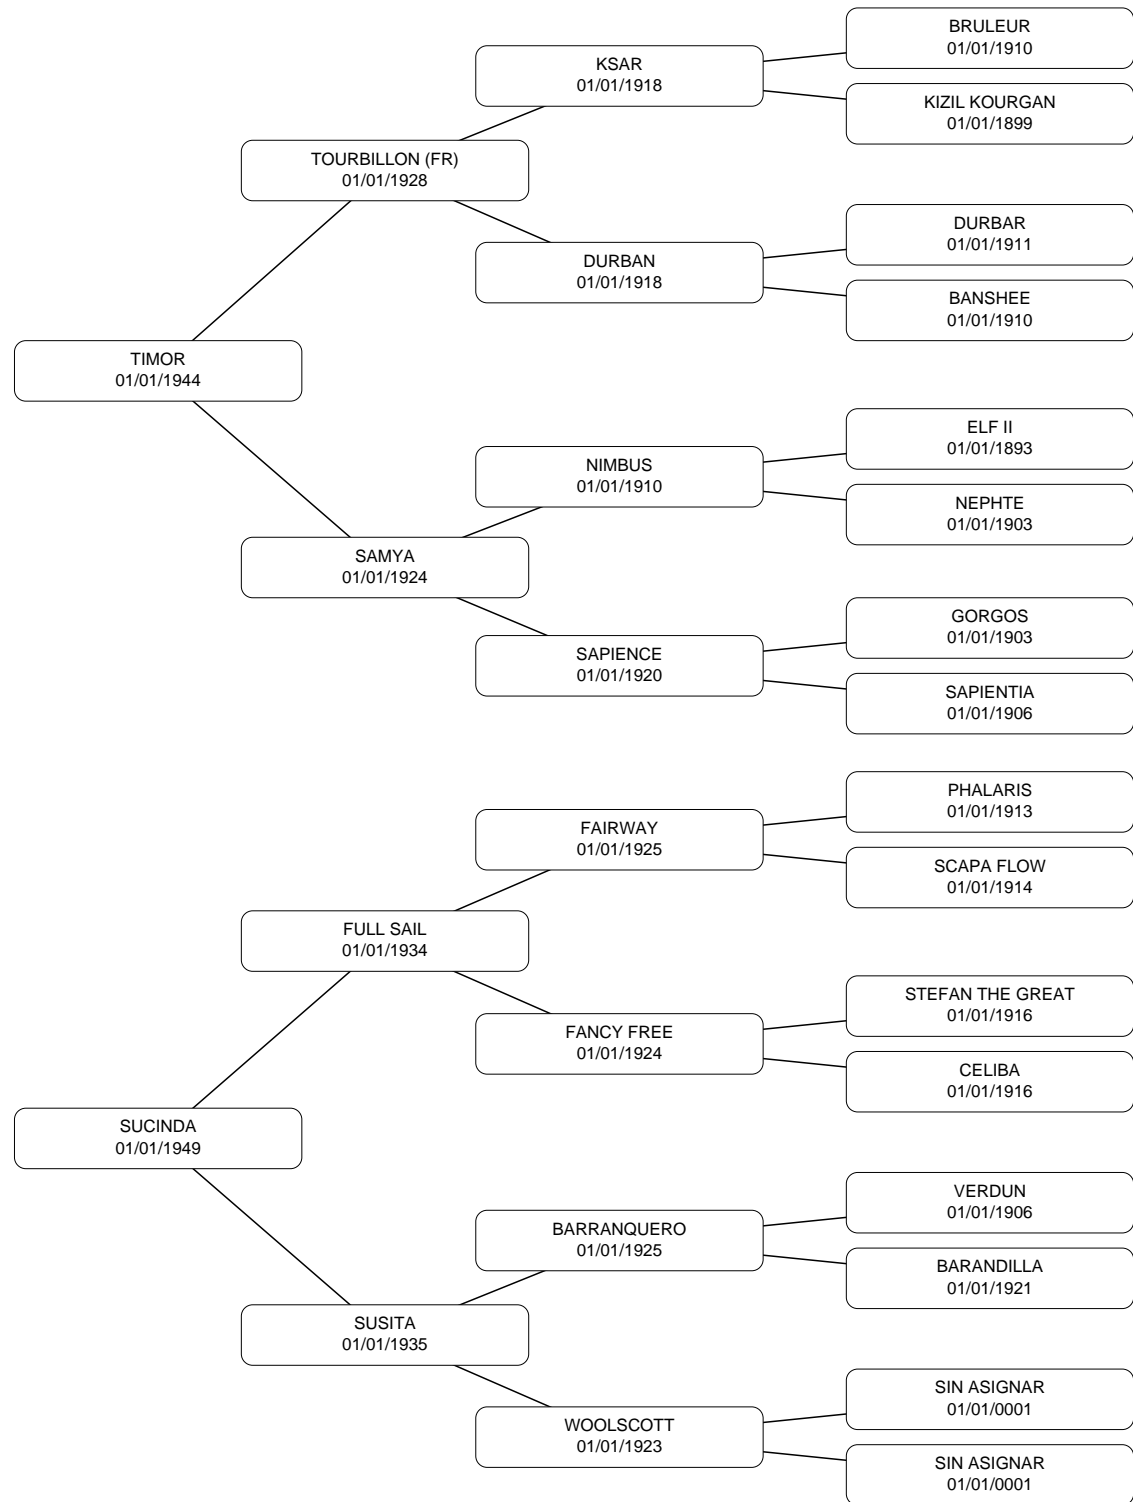 BRULEUR
01/01/1910
KSAR
01/01/1918
KIZIL KOURGAN
01/01/1899
TOURBILLON (FR)
01/01/1928
DURBAR
01/01/1911
DURBAN
01/01/1918
BANSHEE
01/01/1910
TIMOR
01/01/1944
ELF II
01/01/1893
NIMBUS
01/01/1910
NEPHTE
01/01/1903
SAMYA
01/01/1924
GORGOS
01/01/1903
SAPIENCE
01/01/1920
SAPIENTIA
01/01/1906
PHALARIS
01/01/1913
FAIRWAY
01/01/1925
SCAPA FLOW
01/01/1914
FULL SAIL
01/01/1934
STEFAN THE GREAT
01/01/1916
FANCY FREE
01/01/1924
CELIBA
01/01/1916
SUCINDA
01/01/1949
VERDUN
01/01/1906
BARRANQUERO
01/01/1925
BARANDILLA
01/01/1921
SUSITA
01/01/1935
SIN ASIGNAR
01/01/0001
WOOLSCOTT
01/01/1923
SIN ASIGNAR
01/01/0001